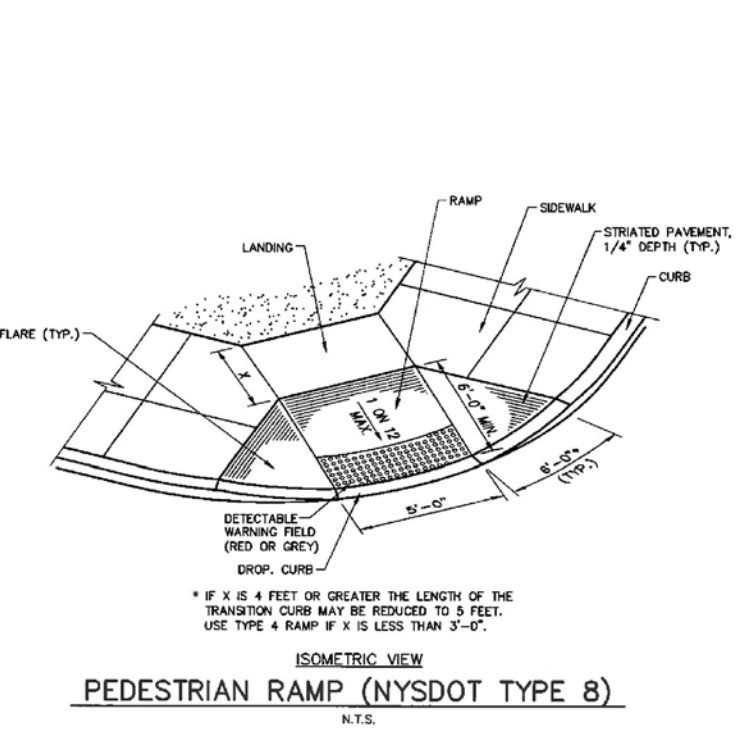 RAMP
SIDEWALK
STRIATED PAVEMENT,
1/4" DEPTH (TYP.)
LANDING
CURB
FLARE (TYP.)
X
6'-0" MIN.
1 ON 12
MAX.
6'-0"*
(TYP.)
5'-0"
DETECTABLE
WARNING FIELD
(RED OR GREY)
DROP. CURB
* IF X IS 4 FEET OR GREATER THE LENGTH OF THE
TRANSITION CURB MAY BE REDUCED TO 5 FEET.
USE TYPE 4 RAMP IF X IS LESS THAN 3'-0".
ISOMETRIC VIEW
PEDESTRIAN RAMP (NYSDOT TYPE 8)
N.T.S.